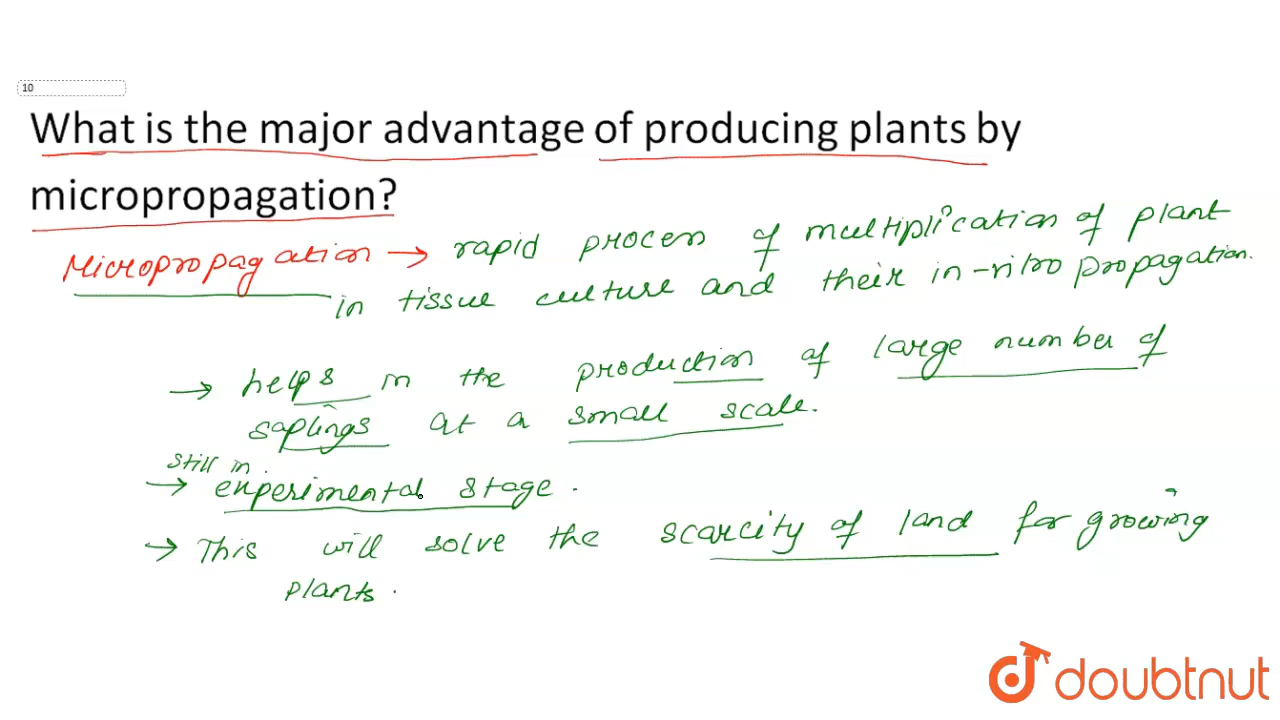 10
What is the major advantage of producing plants by
micropropagation?
Micropropagation → rapid process of multiplication of plant
in tissue culture and their in-vitro propagation.
→ helps in the production of large number of
saplings at a small scale.
still in.
→ experimental stage.
→ This will solve the scarcity of land for growing
plants.
doubtnut